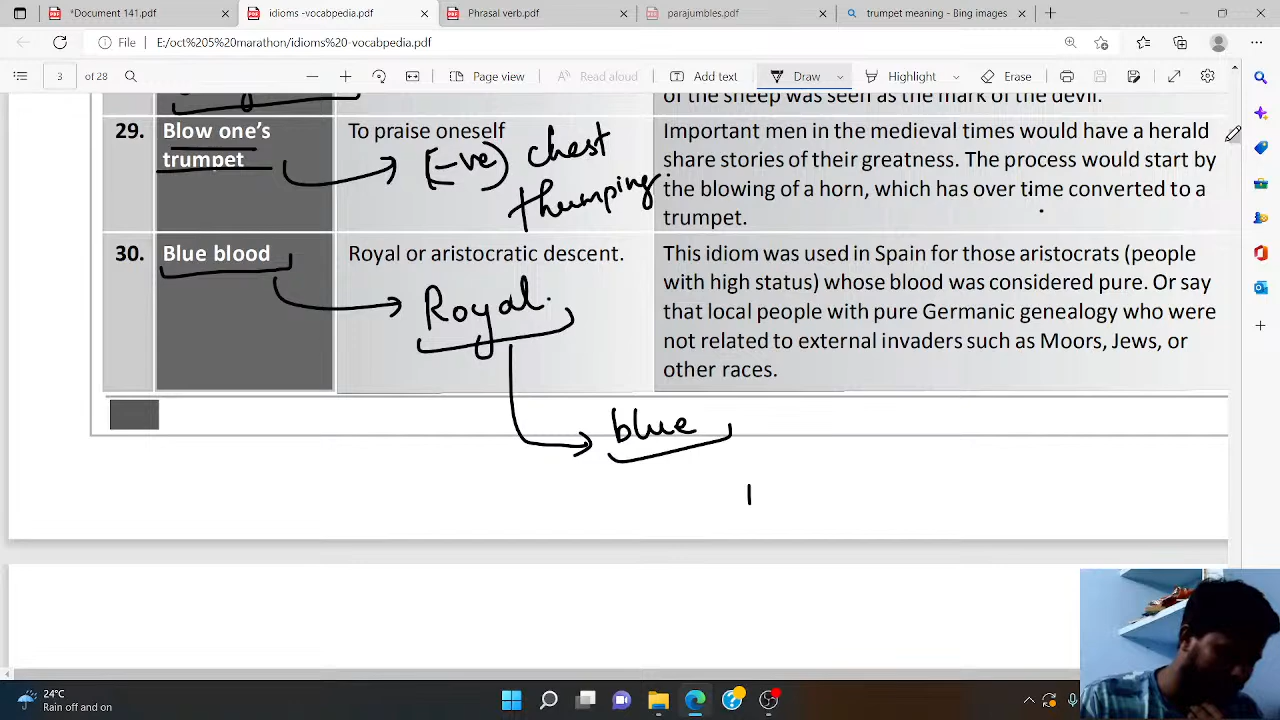 *Document 141.pdf
idioms -vocabpedia.pdf
Phrasal verb.pdf
parajumbles.pdf
trumpet meaning - Bing images
File
E:/oct%205%20marathon/idioms%20-vocabpedia.pdf
3
of 28
Page view
Read aloud
Add text
Draw
Highlight
Erase
of the sheep was seen as the mark of the devil.
29.
Blow one's
trumpet
To praise oneself
(-ve) chest
thumping
Important men in the medieval times would have a herald
share stories of their greatness. The process would start by
the blowing of a horn, which has over time converted to a
trumpet.
30.
Blue blood
Royal or aristocratic descent.
Royal.
This idiom was used in Spain for those aristocrats (people
with high status) whose blood was considered pure. Or say
that local people with pure Germanic genealogy who were
not related to external invaders such as Moors, Jews, or
other races.
blue
24°C
Rain off and on